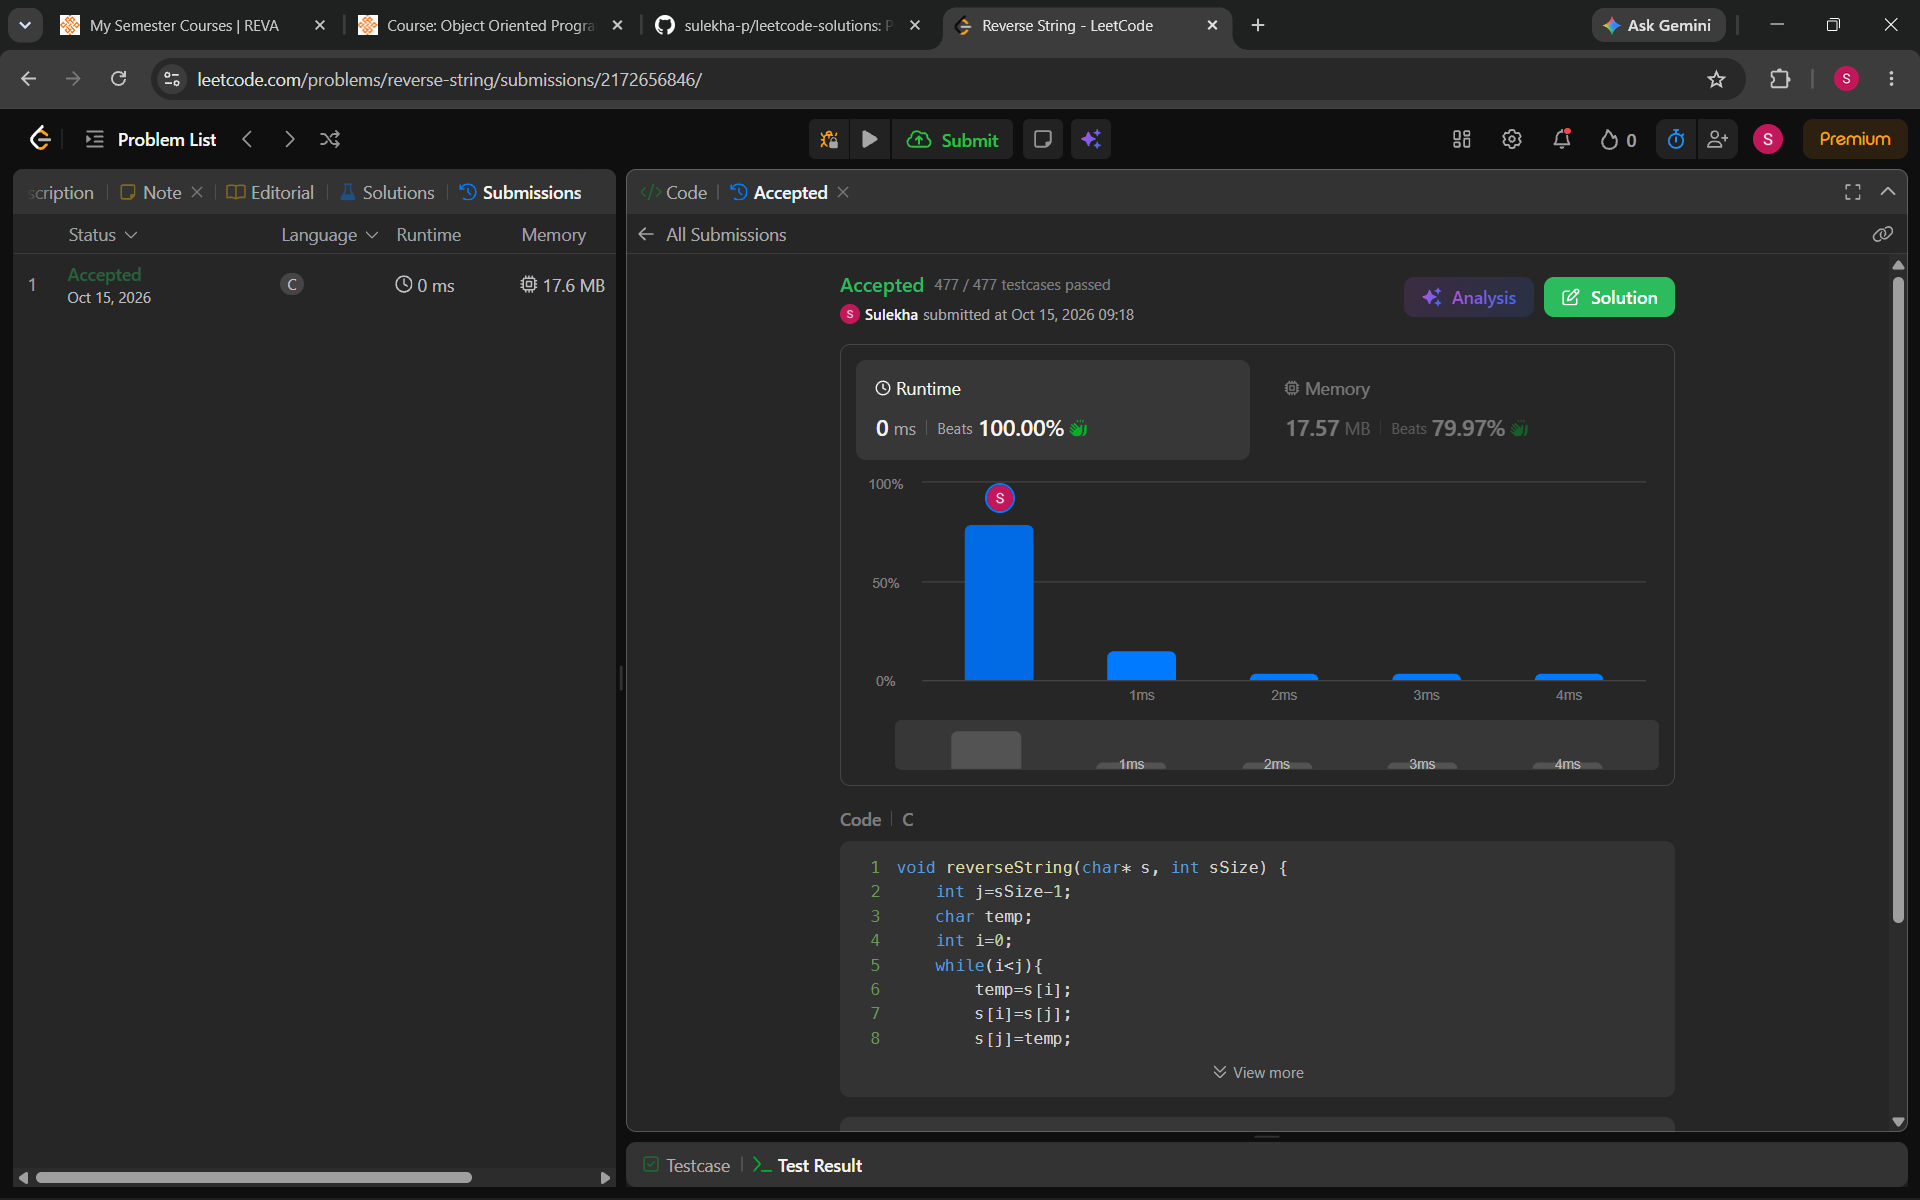 My Semester Courses | REVA
Course: Object Oriented Progra
sulekha-p/leetcode-solutions: P
Reverse String - LeetCode
Ask Gemini
leetcode.com/problems/reverse-string/submissions/2172656846/
S
Problem List
Submit
0
S
Premium
scription
Note
Editorial
Solutions
Submissions
Code
Accepted
Status
Language
Runtime
Memory
All Submissions
1
Accepted
Oct 15, 2026
C
0 ms
17.6 MB
Accepted 477 / 477 testcases passed
S Sulekha submitted at Oct 15, 2026 09:18
Analysis
Solution
Runtime
0 ms | Beats 100.00%
Memory
17.57 MB | Beats 79.97%
100%
S
50%
0%
1ms 2ms 3ms 4ms
1ms 2ms 3ms 4ms
Code | C
1 void reverseString(char* s, int sSize) {
2 int j=sSize-1;
3 char temp;
4 int i=0;
5 while(i<j){
6 temp=s[i];
7 s[i]=s[j];
8 s[j]=temp;
View more
Testcase
Test Result